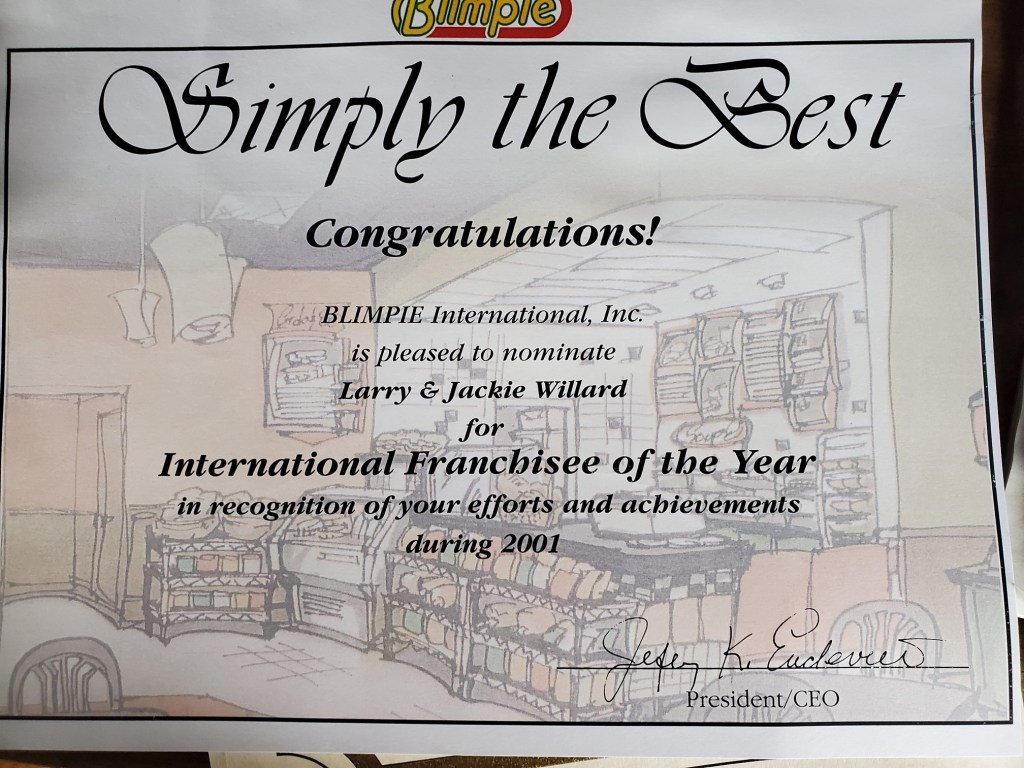 Blimpie
Simply the Best
Congratulations!
BLIMPIE International, Inc.
is pleased to nominate
Larry & Jackie Willard
for
International Franchisee of the Year
in recognition of your efforts and achievements
during 2001
President/CEO